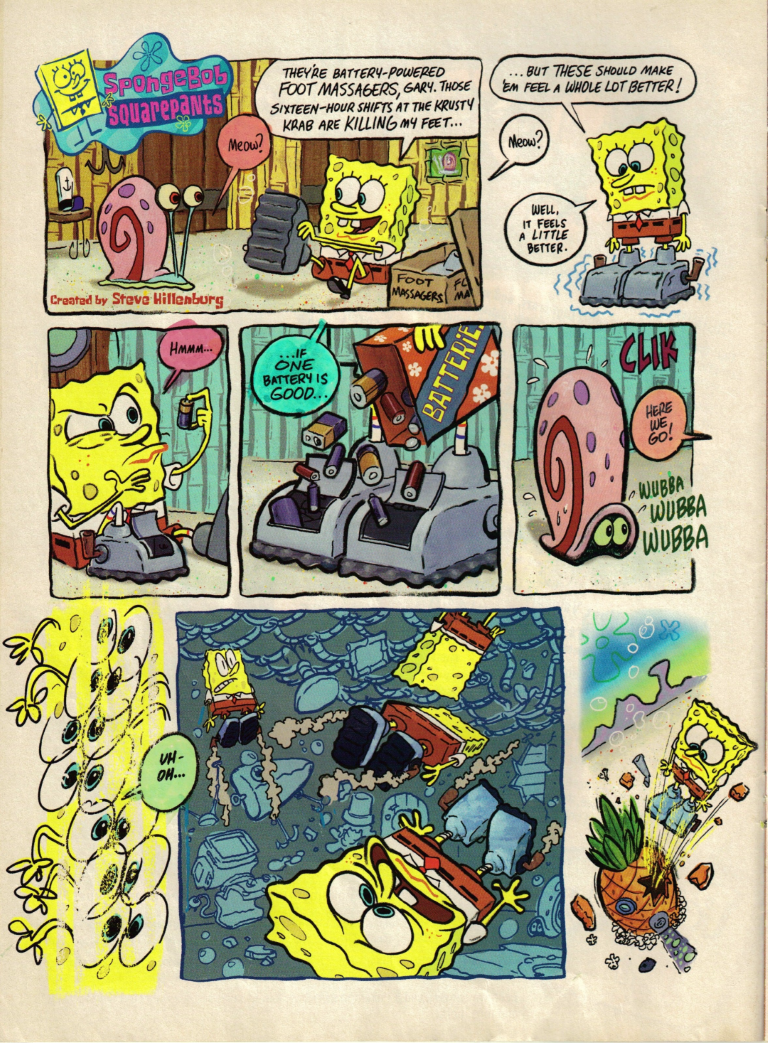 SpongeBob
SquarePants
THEY'RE BATTERY-POWERED
FOOT MASSAGERS, GARY. THOSE
SIXTEEN-HOUR SHIFTS AT THE KRUSTY
KRAB ARE KILLING MY FEET...
MEOW?
FOOT
MASSAGERS
FL
MA
Created by Steve Hillenburg
...BUT THESE SHOULD MAKE
'EM FEEL A WHOLE LOT BETTER!
MEOW?
WELL,
IT FEELS
A LITTLE
BETTER.
HMMM...
...IF
ONE
BATTERY IS
GOOD...
BATTERIE
CLIK
HERE
WE
GO!
WUBBA
WUBBA
WUBBA
UH-
OH...